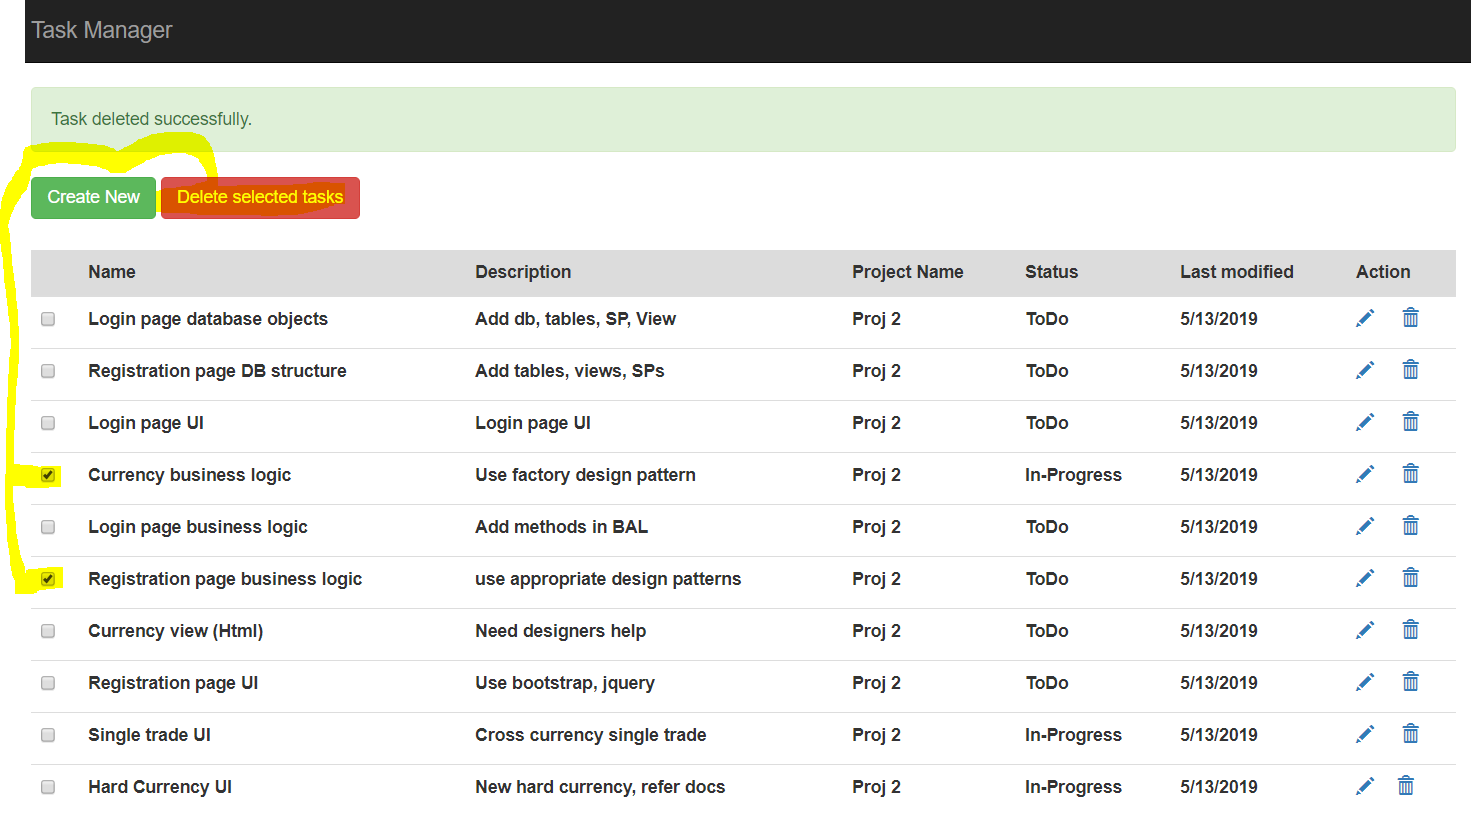 Task Manager
Task deleted successfully.
Create New Delete selected tasks
Name Description Project Name Status Last modified Action
Login page database objects Add db, tables, SP, View Proj 2 ToDo 5/13/2019
Registration page DB structure Add tables, views, SPs Proj 2 ToDo 5/13/2019
Login page UI Login page UI Proj 2 ToDo 5/13/2019
Currency business logic Use factory design pattern Proj 2 In-Progress 5/13/2019
Login page business logic Add methods in BAL Proj 2 ToDo 5/13/2019
Registration page business logic use appropriate design patterns Proj 2 ToDo 5/13/2019
Currency view (Html) Need designers help Proj 2 ToDo 5/13/2019
Registration page UI Use bootstrap, jquery Proj 2 ToDo 5/13/2019
Single trade UI Cross currency single trade Proj 2 In-Progress 5/13/2019
Hard Currency UI New hard currency, refer docs Proj 2 In-Progress 5/13/2019